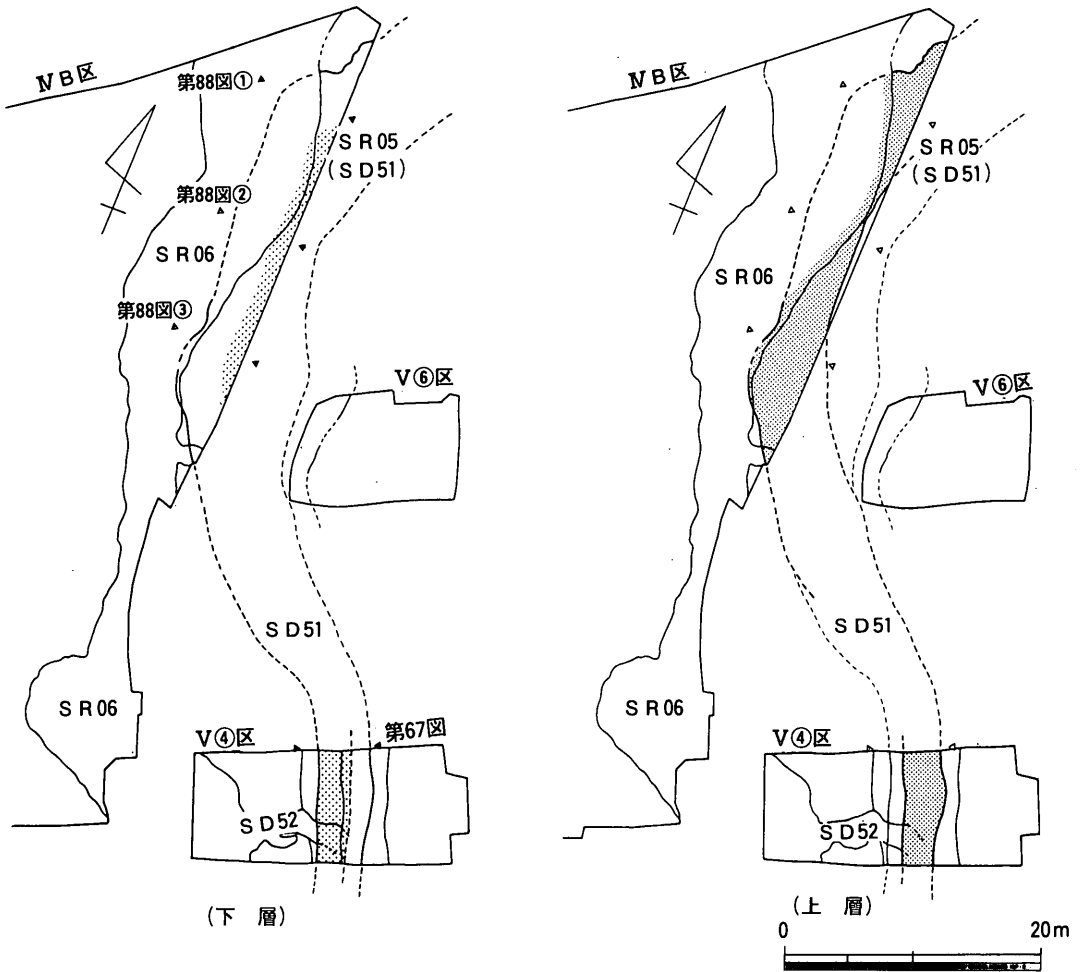 ⅣB区
第88図①
SR05
(SD51)
第88図②
SR06
第88図③
Ⅴ⑥区
SD51
SR06
Ⅴ④区
第67図
SD52
(下 層)
ⅣB区
SR05
(SD51)
SR06
Ⅴ⑥区
SD51
SR06
Ⅴ④区
SD52
(上 層)
0 20m